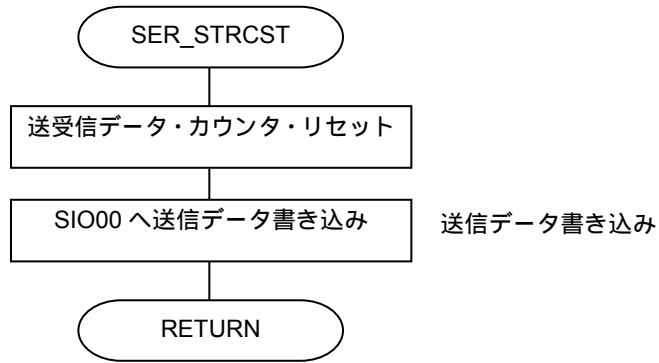 SER_STRCST
送受信データ・カウンタ・リセット
SIO00 へ送信データ書き込み
送信データ書き込み
RETURN